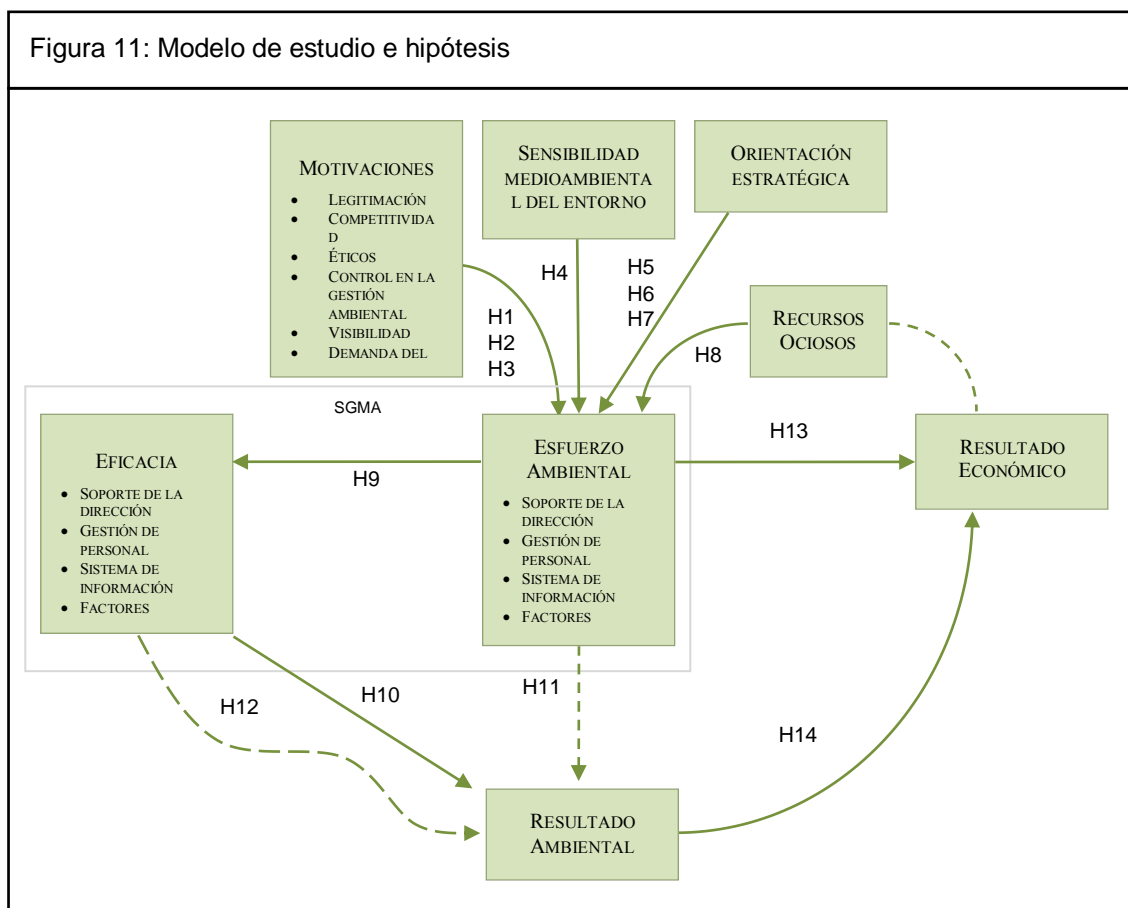 Figura 11: Modelo de estudio e hipótesis
MOTIVACIONES
• LEGITIMACIÓN
• COMPETITIVIDA
D
• ÉTICOS
• CONTROL EN LA
GESTIÓN
AMBIENTAL
• VISIBILIDAD
• DEMANDA DEL
SENSIBILIDAD
MEDIOAMBIENTA
L DEL ENTORNO
ORIENTACIÓN
ESTRATÉGICA
H4
H5
H6
H7
H1
H2
H3
RECURSOS
OCIOSOS
H8
SGMA
EFICACIA
• SOPORTE DE LA
DIRECCIÓN
• GESTIÓN DE
PERSONAL
• SISTEMA DE
INFORMACIÓN
• FACTORES
H9
ESFUERZO
AMBIENTAL
• SOPORTE DE LA
DIRECCIÓN
• GESTIÓN DE
PERSONAL
• SISTEMA DE
INFORMACIÓN
• FACTORES
H13
RESULTADO
ECONÓMICO
H12
H10
H11
H14
RESULTADO
AMBIENTAL